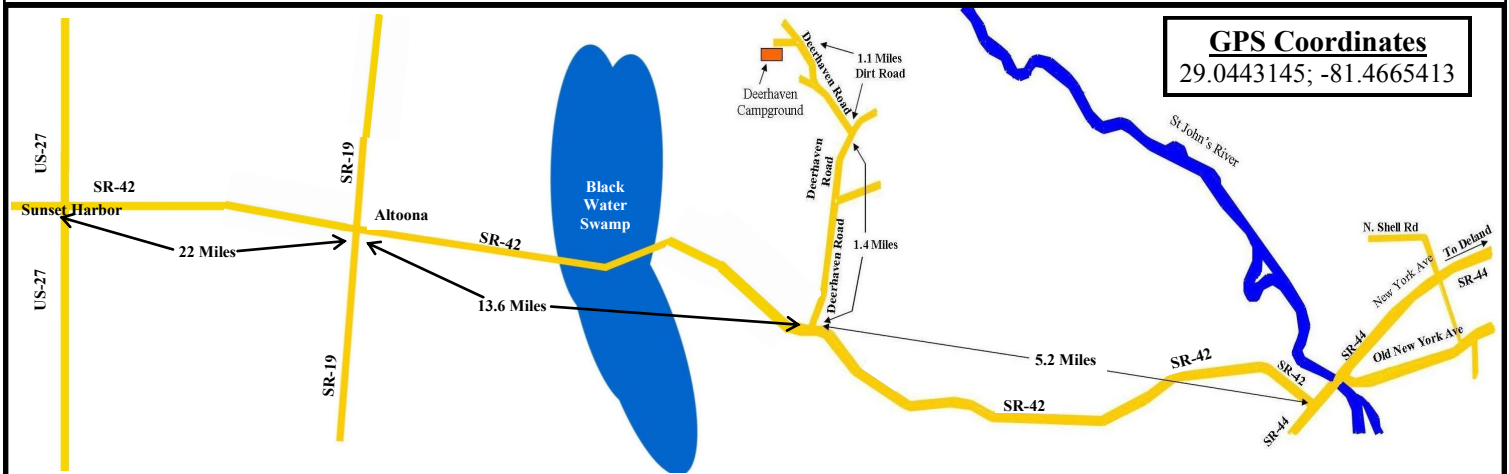 GPS Coordinates
29.0443145; -81.4665413
US-27
SR-42
Sunset Harbor
US-27
22 Miles
SR-19
Altoona
SR-19
SR-42
Black
Water
Swamp
13.6 Miles
Deerhaven
Campground
Deerhaven Road
1.1 Miles
Dirt Road
Deerhaven
Road
Deerhaven Road
1.4 Miles
5.2 Miles
SR-42
SR-42
SR-42
St John's River
N. Shell Rd
To Deland
New York Ave
SR-44
SR-44
Old New York Ave
SR-44